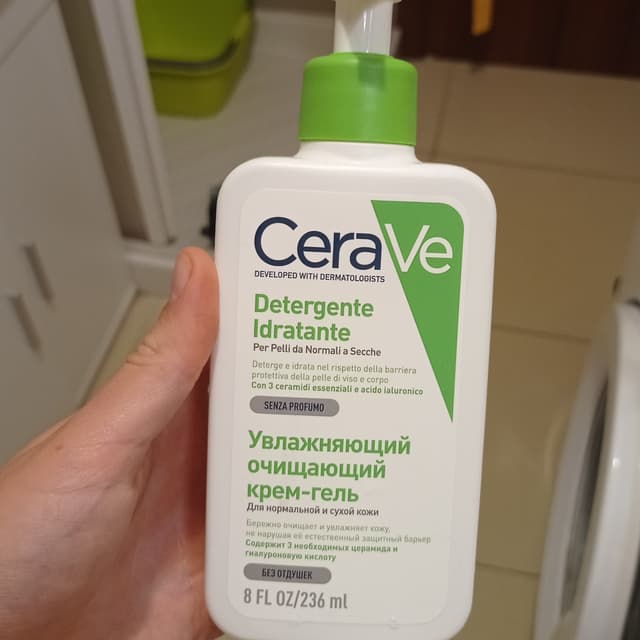 CeraVe
DEVELOPED WITH DERMATOLOGISTS
Detergente
Idratante
Per Pelli da Normali a Secche
Deterge e idrata nel rispetto della barriera
protettiva della pelle di viso e corpo
Con 3 ceramidi essenziali e acido ialuronico
SENZA PROFUMO
Увлажняющий
очищающий
крем-гель
Для нормальной и сухой кожи
Бережно очищает и увлажняет кожу,
не нарушая её естественный защитный барьер
Содержит 3 необходимых церамида и
гиалуроновую кислоту
БЕЗ ОТДУШЕК
8 FL OZ/236 ml